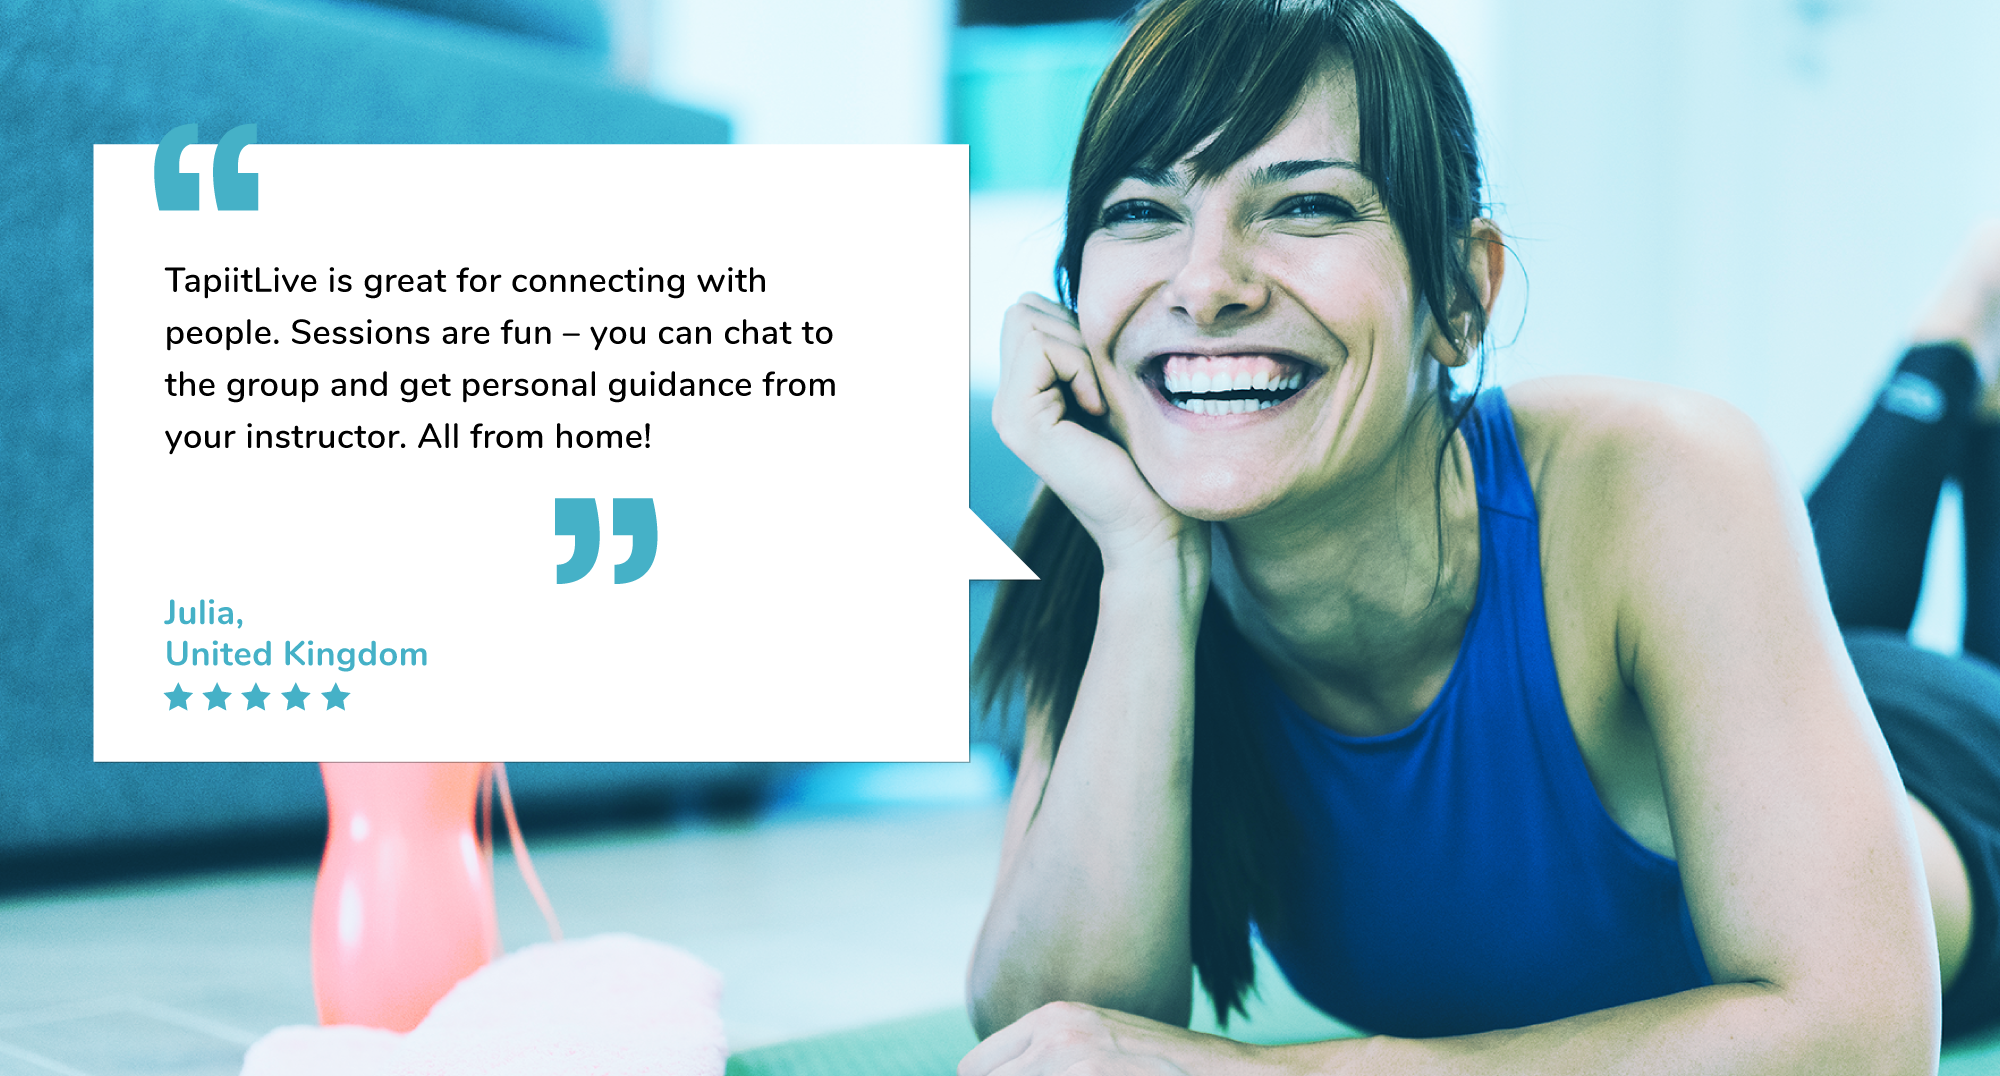 “
TapiitLive is great for connecting with
people. Sessions are fun – you can chat to
the group and get personal guidance from
your instructor. All from home!
”
Julia,
United Kingdom
★★★★★